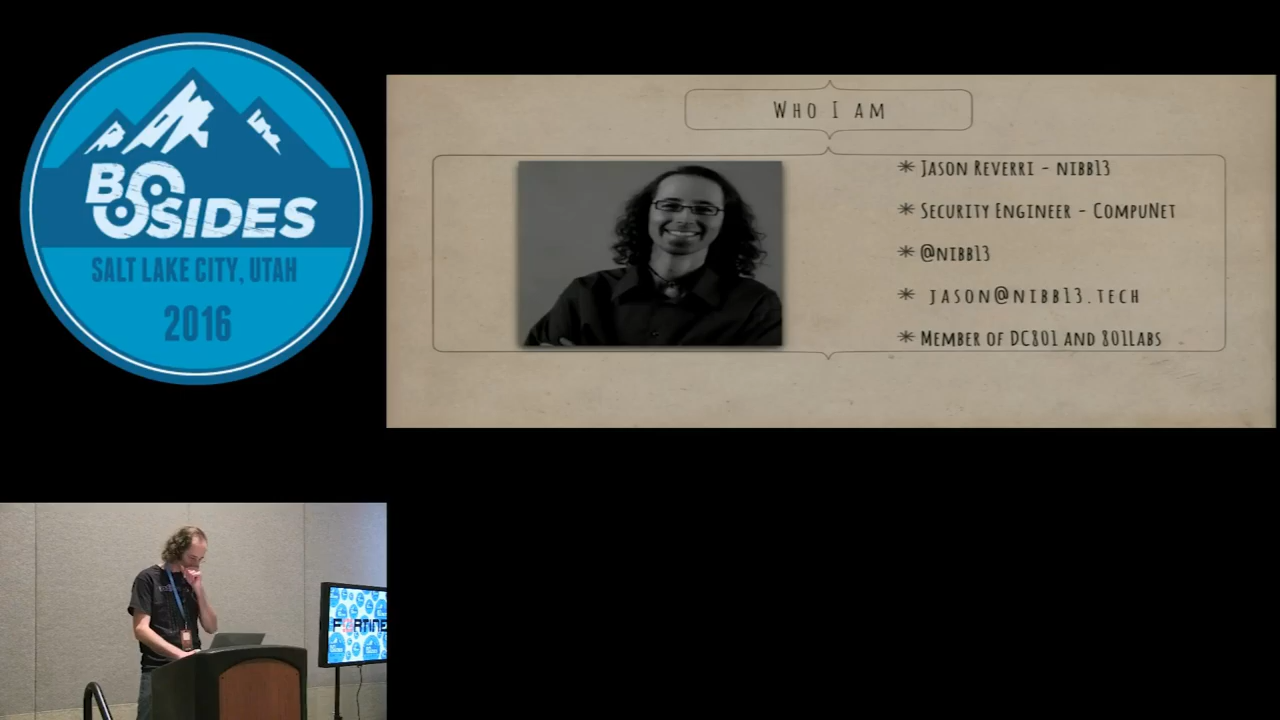 BSIDES
SALT LAKE CITY, UTAH
2016
Who I am
Jason Reverri - nibb13
Security Engineer - CompuNet
@nibb13
jason@nibb13.tech
Member of DC801 and 801Labs